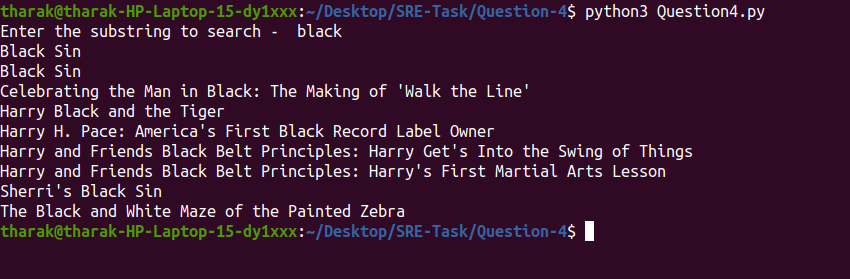 tharak@tharak-HP-Laptop-15-dy1xxx:~/Desktop/SRE-Task/Question-4$ python3 Question4.py
Enter the substring to search -  black
Black Sin
Black Sin
Celebrating the Man in Black: The Making of 'Walk the Line'
Harry Black and the Tiger
Harry H. Pace: America's First Black Record Label Owner
Harry and Friends Black Belt Principles: Harry Get's Into the Swing of Things
Harry and Friends Black Belt Principles: Harry's First Martial Arts Lesson
Sherri's Black Sin
The Black and White Maze of the Painted Zebra
tharak@tharak-HP-Laptop-15-dy1xxx:~/Desktop/SRE-Task/Question-4$